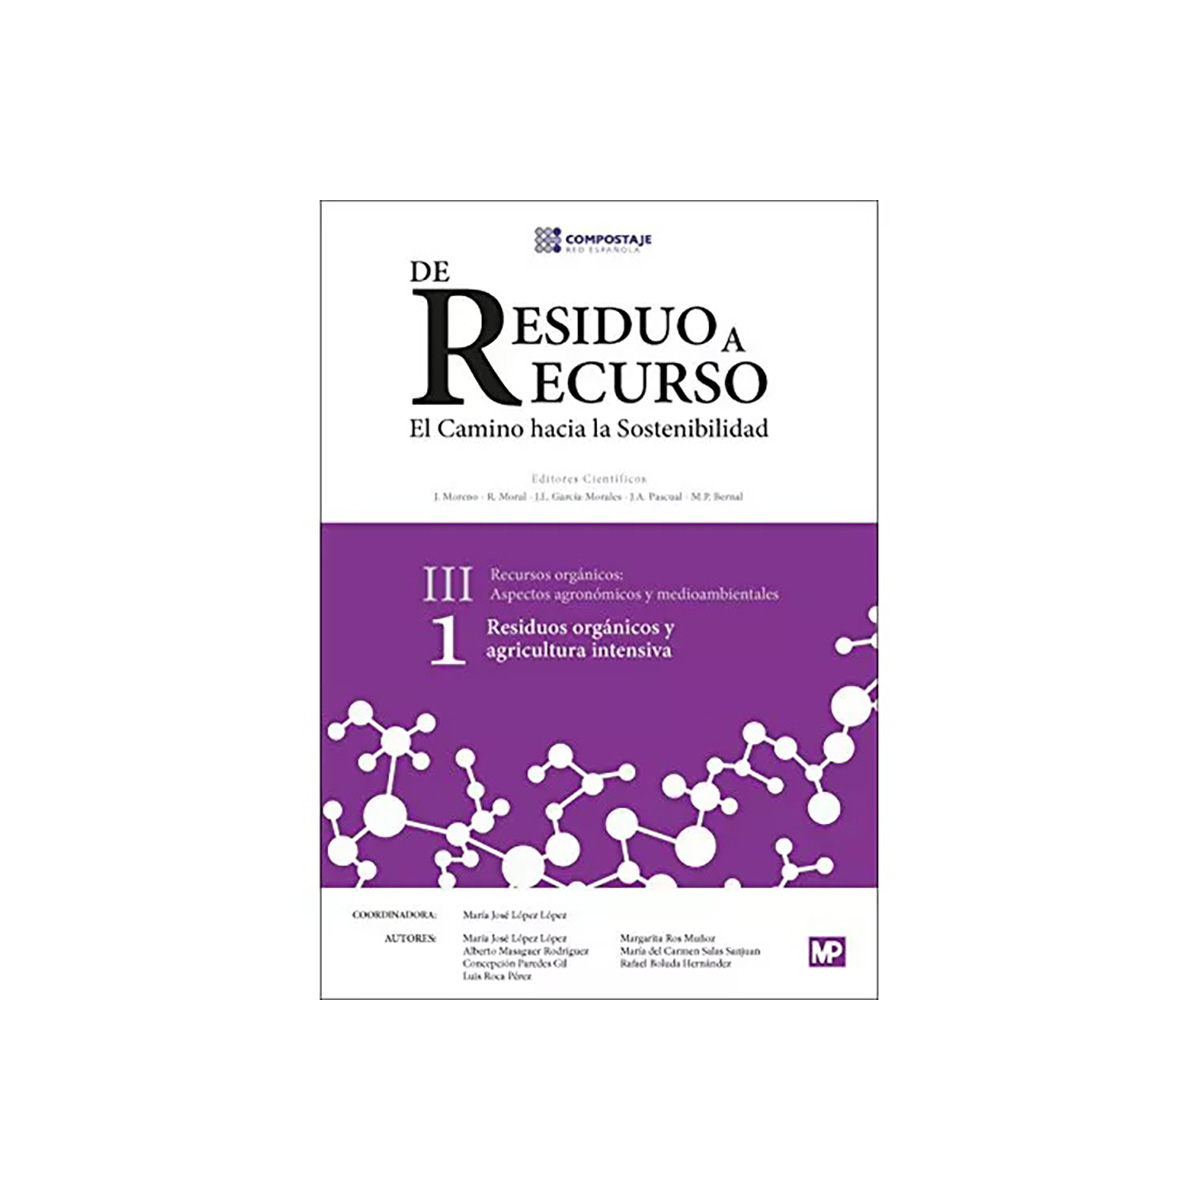 COMPOSTAJE
RED ESPAÑOLA
DE
RESIDUO A
RECURSO
El Camino hacia la Sostenibilidad
Editores Científicos
J. Moreno · R. Moral · J.L. García-Morales · J.A. Pascual · M.P. Bernal
III Recursos orgánicos:
Aspectos agronómicos y medioambientales
1 Residuos orgánicos y
agricultura intensiva
COORDINADORA: María José López López
AUTORES: María José López López
Alberto Masaguer Rodríguez
Concepción Paredes Gil
Luis Roca Pérez
Margarita Ros Muñoz
María del Carmen Salas Sanjuan
Rafael Boluda Hernández
MP